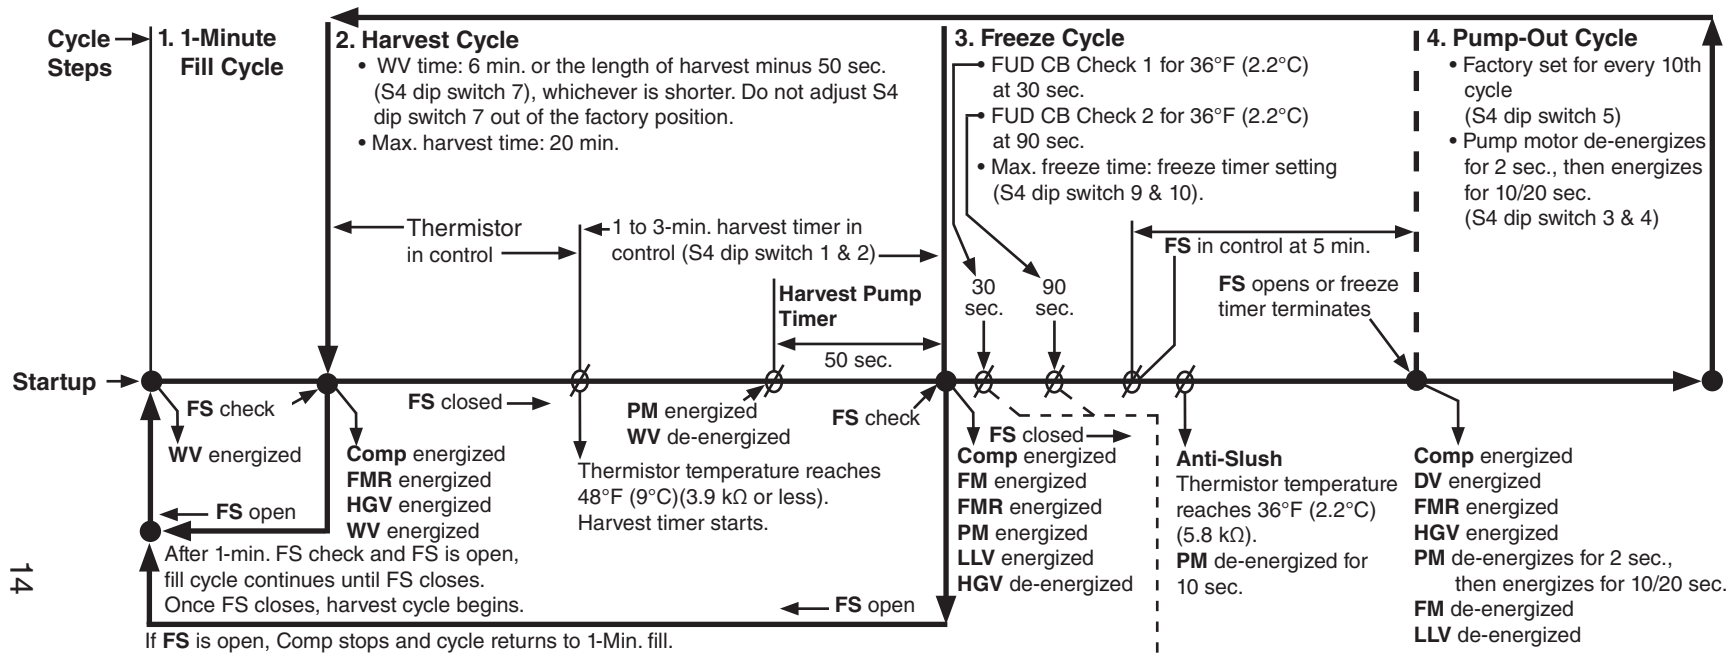 Cycle
Steps
1. 1-Minute
Fill Cycle
2. Harvest Cycle
• WV time: 6 min. or the length of harvest minus 50 sec.
(S4 dip switch 7), whichever is shorter. Do not adjust S4
dip switch 7 out of the factory position.
• Max. harvest time: 20 min.
3. Freeze Cycle
• FUD CB Check 1 for 36°F (2.2°C)
at 30 sec.
• FUD CB Check 2 for 36°F (2.2°C)
at 90 sec.
• Max. freeze time: freeze timer setting
(S4 dip switch 9 & 10).
4. Pump-Out Cycle
• Factory set for every 10th
cycle
(S4 dip switch 5)
• Pump motor de-energizes
for 2 sec., then energizes
for 10/20 sec.
(S4 dip switch 3 & 4)
Thermistor
in control
1 to 3-min. harvest timer in
control (S4 dip switch 1 & 2)
Harvest Pump
Timer
50 sec.
30
sec.
90
sec.
FS in control at 5 min.
FS opens or freeze
timer terminates
Startup
FS check
WV energized
FS closed
Comp energized
FMR energized
HGV energized
WV energized
FS open
After 1-min. FS check and FS is open,
fill cycle continues until FS closes.
Once FS closes, harvest cycle begins.
Thermistor temperature reaches
48°F (9°C)(3.9 kΩ or less).
Harvest timer starts.
PM energized
WV de-energized
FS check
FS closed
Comp energized
FM energized
FMR energized
PM energized
LLV energized
HGV de-energized
Anti-Slush
Thermistor temperature
reaches 36°F (2.2°C)
(5.8 kΩ).
PM de-energized for
10 sec.
Comp energized
DV energized
FMR energized
HGV energized
PM de-energizes for 2 sec.,
then energizes for 10/20 sec.
FM de-energized
LLV de-energized
FS open
If FS is open, Comp stops and cycle returns to 1-Min. fill.
14